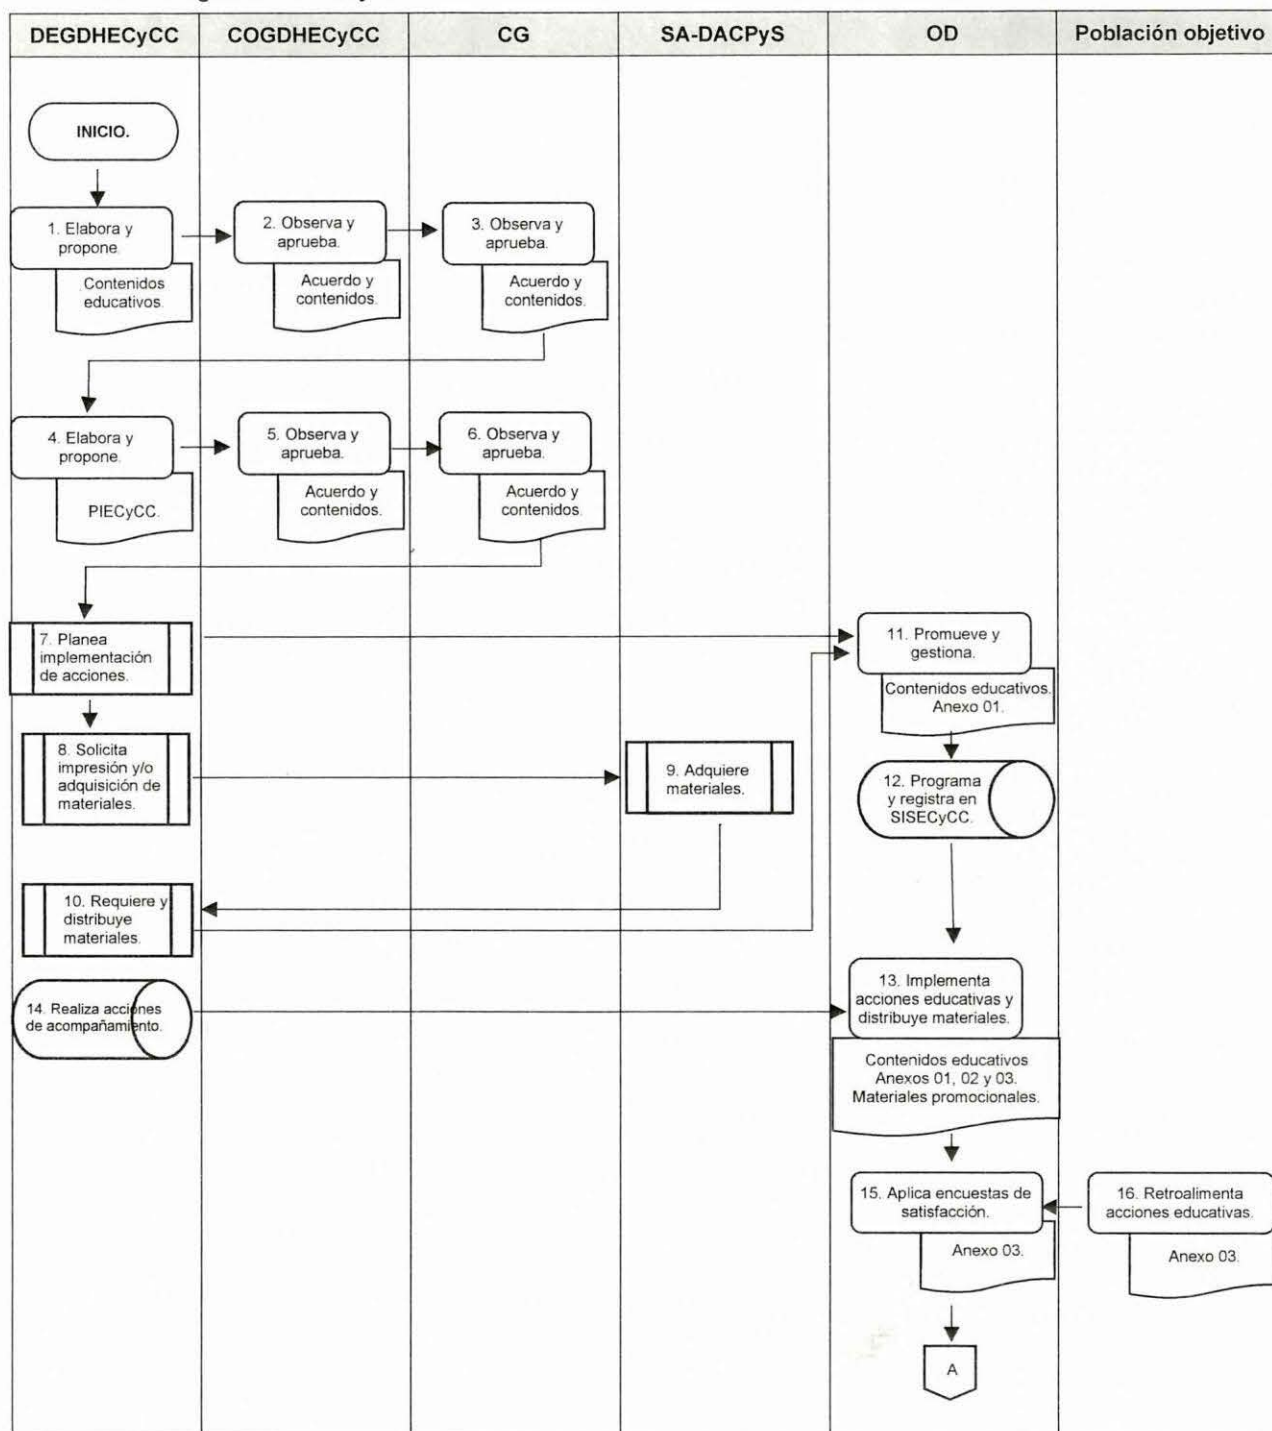 DEGDHECyCC
COGDHECyCC
CG
SA-DACPyS
OD
Población objetivo
INICIO.
1. Elabora y
propone.
Contenidos
educativos.
2. Observa y
aprueba.
Acuerdo y
contenidos.
3. Observa y
aprueba.
Acuerdo y
contenidos.
4. Elabora y
propone.
PIECyCC.
5. Observa y
aprueba.
Acuerdo y
contenidos.
6. Observa y
aprueba.
Acuerdo y
contenidos.
7. Planea
implementación
de acciones.
11. Promueve y
gestiona.
Contenidos educativos.
Anexo 01.
8. Solicita
impresión y/o
adquisición de
materiales.
9. Adquiere
materiales.
12. Programa
y registra en
SISECyCC.
10. Requiere y
distribuye
materiales.
14. Realiza acciones
de acompañamiento.
13. Implementa
acciones educativas y
distribuye materiales.
Contenidos educativos
Anexos 01, 02 y 03.
Materiales promocionales.
15. Aplica encuestas de
satisfacción.
Anexo 03.
16. Retroalimenta
acciones educativas.
Anexo 03.
A